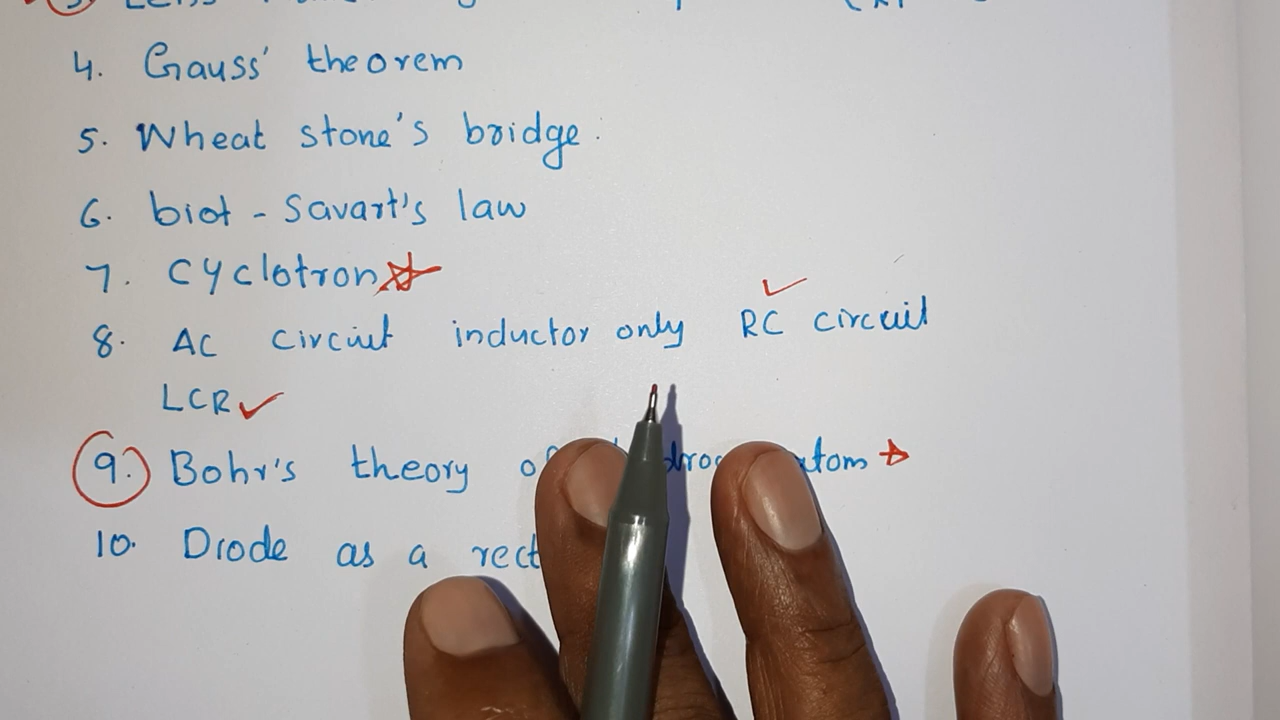 4. Gauss' theorem
5. Wheat stone's bridge.
6. biot - Savart's law
7. Cyclotron
8. AC circuit inductor only RC circuit
LCR
9. Bohr's theory atom
10. Diode as a